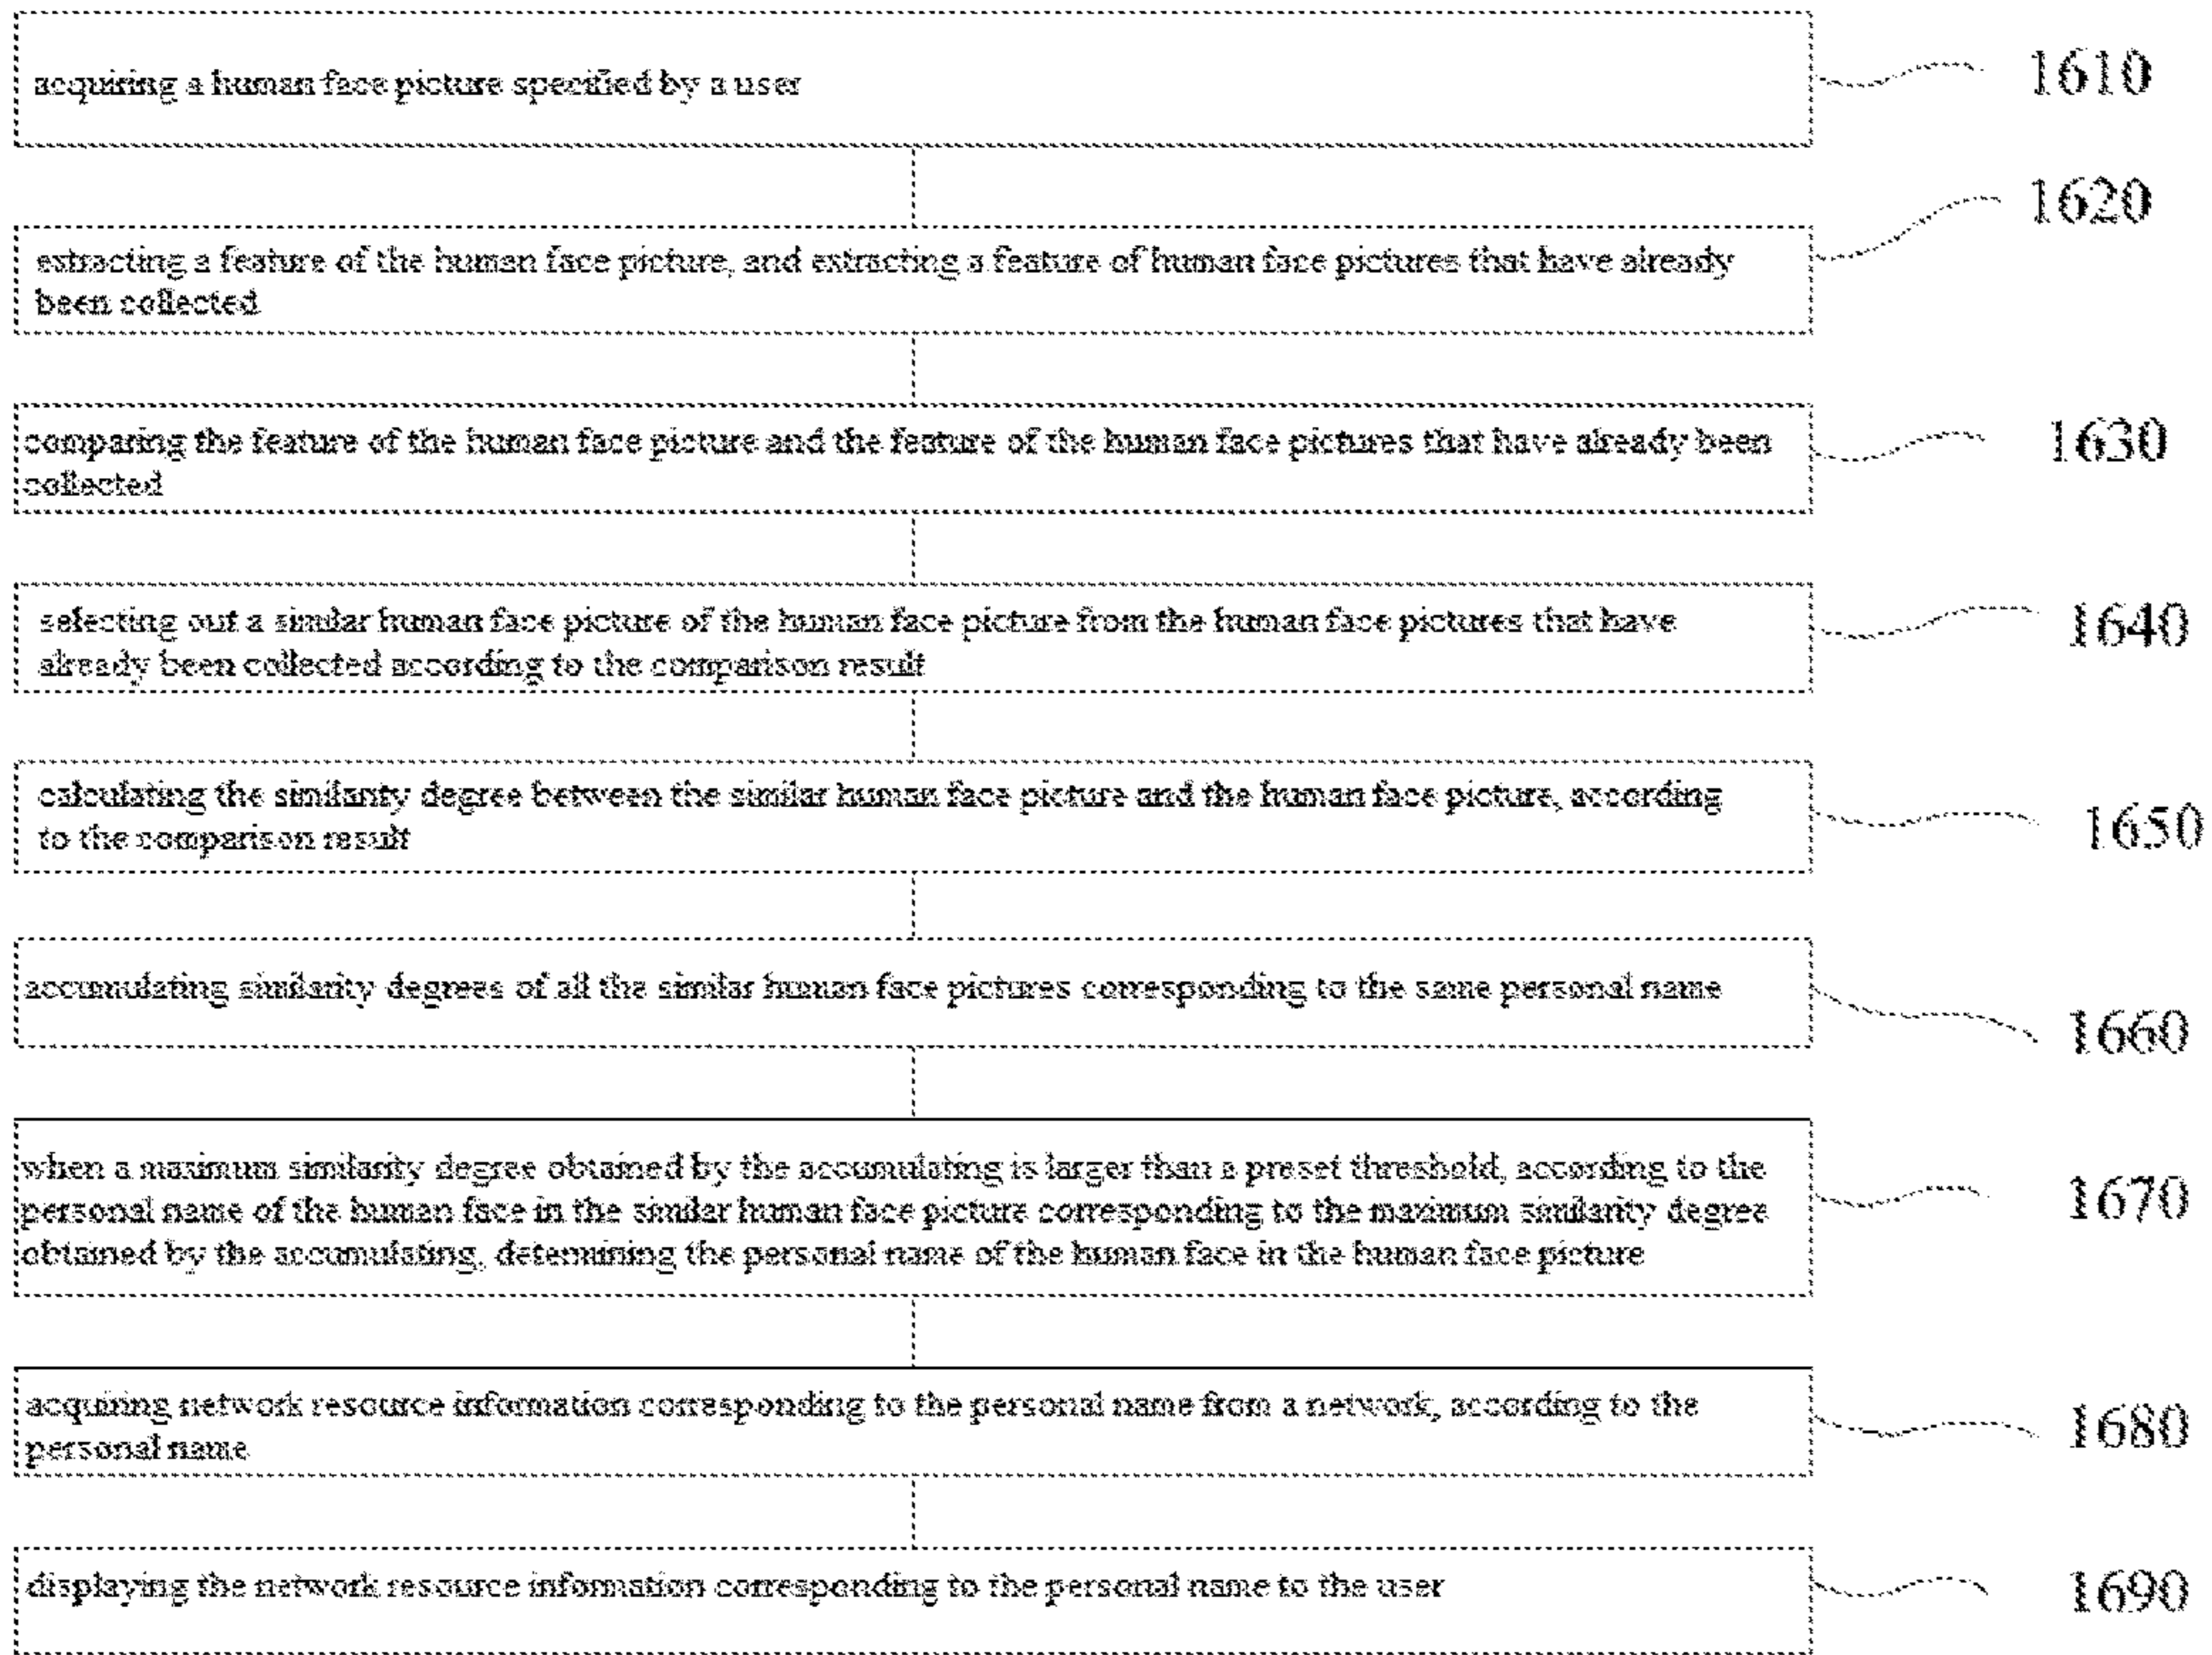 acquiring a human face picture specified by a user
1610
1620
extracting a feature of the human face picture, and extracting a feature of human face pictures that have already
been collected
comparing the feature of the human face picture and the feature of the human face pictures that have already been
collected
1630
selecting out a similar human face picture of the human face picture from the human face pictures that have
already been collected according to the comparison result
1640
calculating the similarity degree between the similar human face picture and the human face picture, according
to the comparison result
1650
accumulating similarity degrees of all the similar human face pictures corresponding to the same personal name
1660
when a maximum similarity degree obtained by the accumulating is larger than a preset threshold, according to the
personal name of the human face in the similar human face picture corresponding to the maximum similarity degree
obtained by the accumulating, determining the personal name of the human face in the human face picture
1670
acquiring network resource information corresponding to the personal name from a network, according to the
personal name
1680
displaying the network resource information corresponding to the personal name to the user
1690